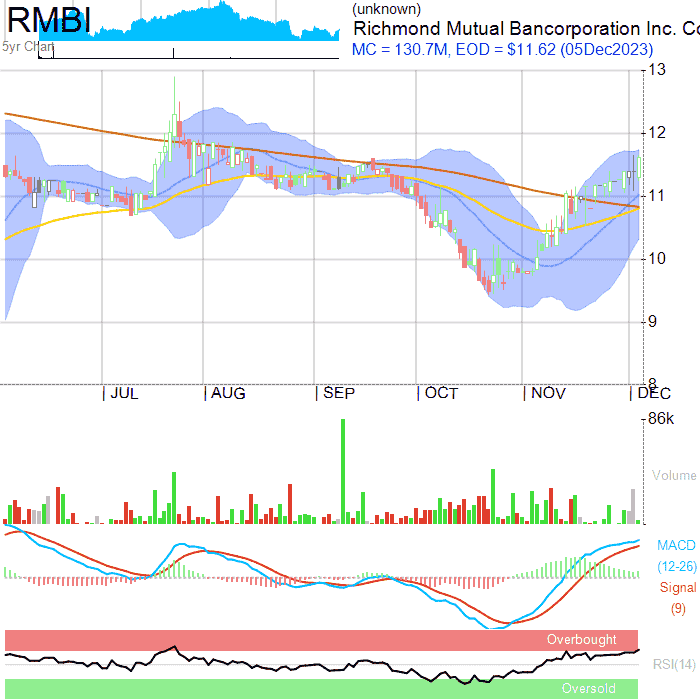 RMBI
(unknown)
Richmond Mutual Bancorporation Inc. Co
5yr Chart
MC = 130.7M, EOD = $11.62 (05Dec2023)
13
12
11
10
9
8
JUL
AUG
SEP
OCT
NOV
DEC
86k
Volume
MACD
(12-26)
Signal
(9)
Overbought
RSI(14)
Oversold